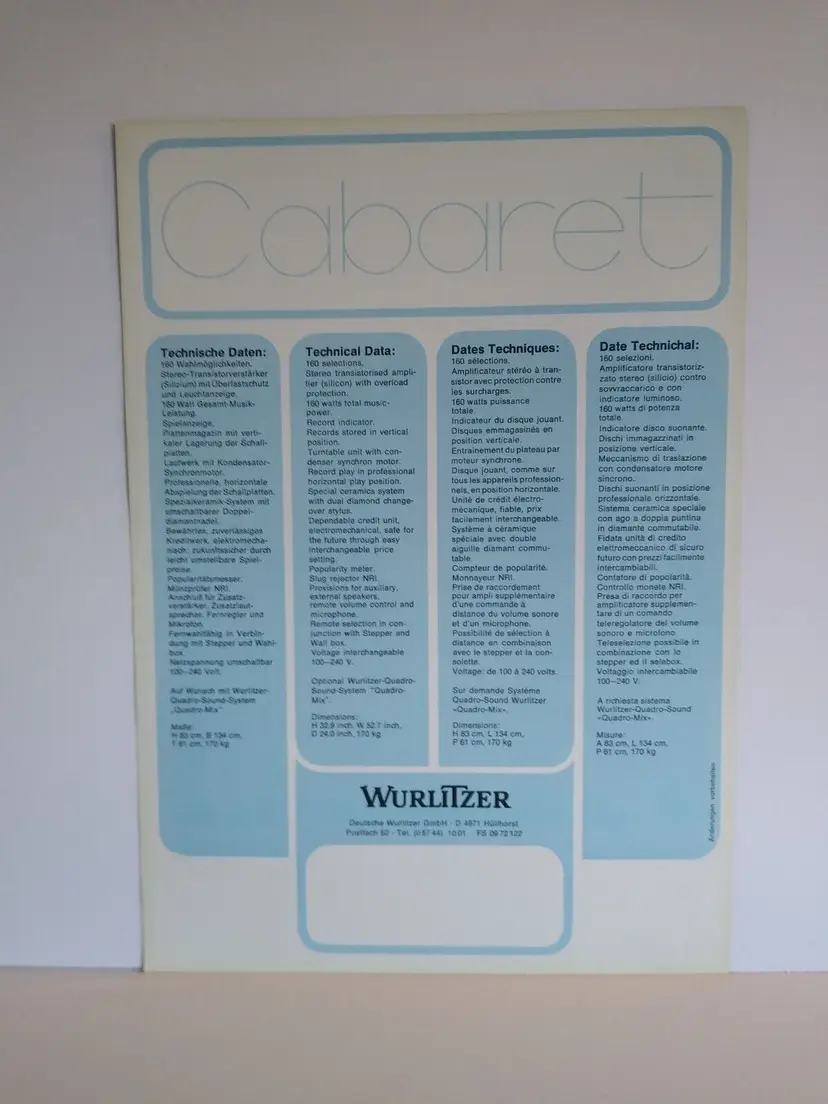 Cabaret
Technische Daten:
160 Wahlmöglichkeiten.
Stereo-Transistorverstärker
(Silizium) mit Überlastschutz
und Leuchtanzeige.
160 Watt Gesamt-Musik-
Leistung.
Spielanzeige.
Plattenmagazin mit verti-
kaler Lagerung der Schall-
platten.
Laufwerk mit Kondensator-
Synchronmotor.
Professionelle, horizontale
Abspielung der Schallplatten.
Spezialkeramik-System mit
umschaltbarer Doppel-
diamantnadel.
Bewährtes, zuverlässiges
Kreditwerk, elektromecha-
nisch, zukunftssicher durch
leicht umstellbare Spiel-
preise.
Popularitätsmesser.
Münzprüfer NRI.
Anschluß für Zusatz-
verstärker, Zusatzlaut-
sprecher, Fernregler und
Mikrofon.
Fernwahlfähig in Verbin-
dung mit Stepper und Wahl-
box.
Netzspannung umschaltbar
100–240 Volt.
Auf Wunsch mit Wurlitzer-
Quadro-Sound-System
„Quadro-Mix"
Maße:
H 83 cm, B 134 cm,
T 61 cm, 170 kg
Technical Data:
160 selections.
Stereo transistorised ampli-
fier (silicon) with overload
protection.
160 watts total music-
power.
Record indicator.
Records stored in vertical
position.
Turntable unit with con-
denser synchron motor.
Record play in professional
horizontal play position.
Special ceramics system
with dual diamond change-
over stylus.
Dependable credit unit,
electromechanical, safe for
the future through easy
interchangeable price
setting.
Popularity meter.
Slug rejector NRI.
Provisions for auxiliary,
external speakers,
remote volume control and
microphone.
Remote selection in con-
junction with Stepper and
Wall box.
Voltage interchangeable
100–240 V.
Optional Wurlitzer-Quadro-
Sound-System "Quadro-
Mix".
Dimensions:
H 32.9 inch, W 52.7 inch,
D 24.0 inch, 170 kg
Dates Techniques:
160 sélections.
Amplificateur stéréo à tran-
sistor avec protection contre
les surcharges.
160 watts puissance
totale.
Indicateur du disque jouant.
Disques emmagasinés en
position verticale.
Entrainement du plateau par
moteur synchrone.
Disque jouant, comme sur
tous les appareils profession-
nels, en position horizontale.
Unité de crédit électro-
mécanique, fiable, prix
facilement interchangeable.
Système à céramique
spéciale avec double
aiguille diamant commu-
table.
Compteur de popularité.
Monnayeur NRI.
Prise de raccordement
pour ampli supplémentaire
d'une commande à
distance du volume sonore
et d'un microphone.
Possibilité de sélection à
distance en combinaison
avec le stepper et la con-
solette.
Voltage: de 100 à 240 volts.
Sur demande Système
Quadro Sound Wurlitzer
«Quadro-Mix».
Dimensions:
H 83 cm, L 134 cm,
P 61 cm, 170 kg
Date Technichal:
160 selezioni.
Amplificatore transistoriz-
zato stereo (silicio) contro
sovvraccarico e con
indicatore luminoso.
160 watts di potenza
totale.
Indicatore disco suonante.
Dischi immagazzinati in
posizione verticale.
Meccanismo di traslazione
con condensatore motore
sincrono.
Dischi suonanti in posizione
professionale orizzontale.
Sistema ceramica speciale
con ago a doppia puntina
in diamante commutabile.
Fidata unità di credito
elettromeccanico di sicuro
futuro con prezzi facilmente
intercambiabili.
Contatore di popolarità.
Controllo monete NRI.
Presa di raccordo per
amplificatore supplemen-
tare di un comando
teleregolatore del volume
sonoro e microfono.
Teleselezione possibile in
combinazione con lo
stepper ed il selebox.
Voltaggio intercambiabile
100–240 V.
A richiesta sistema
Wurlitzer-Quadro-Sound
«Quadro-Mix».
Misure:
A 83 cm, L 134 cm,
P 61 cm, 170 kg
Änderungen vorbehalten
WURLITZER
Deutsche Wurlitzer GmbH · D 4971 Hüllhorst
Postfach 60 · Tel. (0 57 44) 10 01 FS 09 72 122